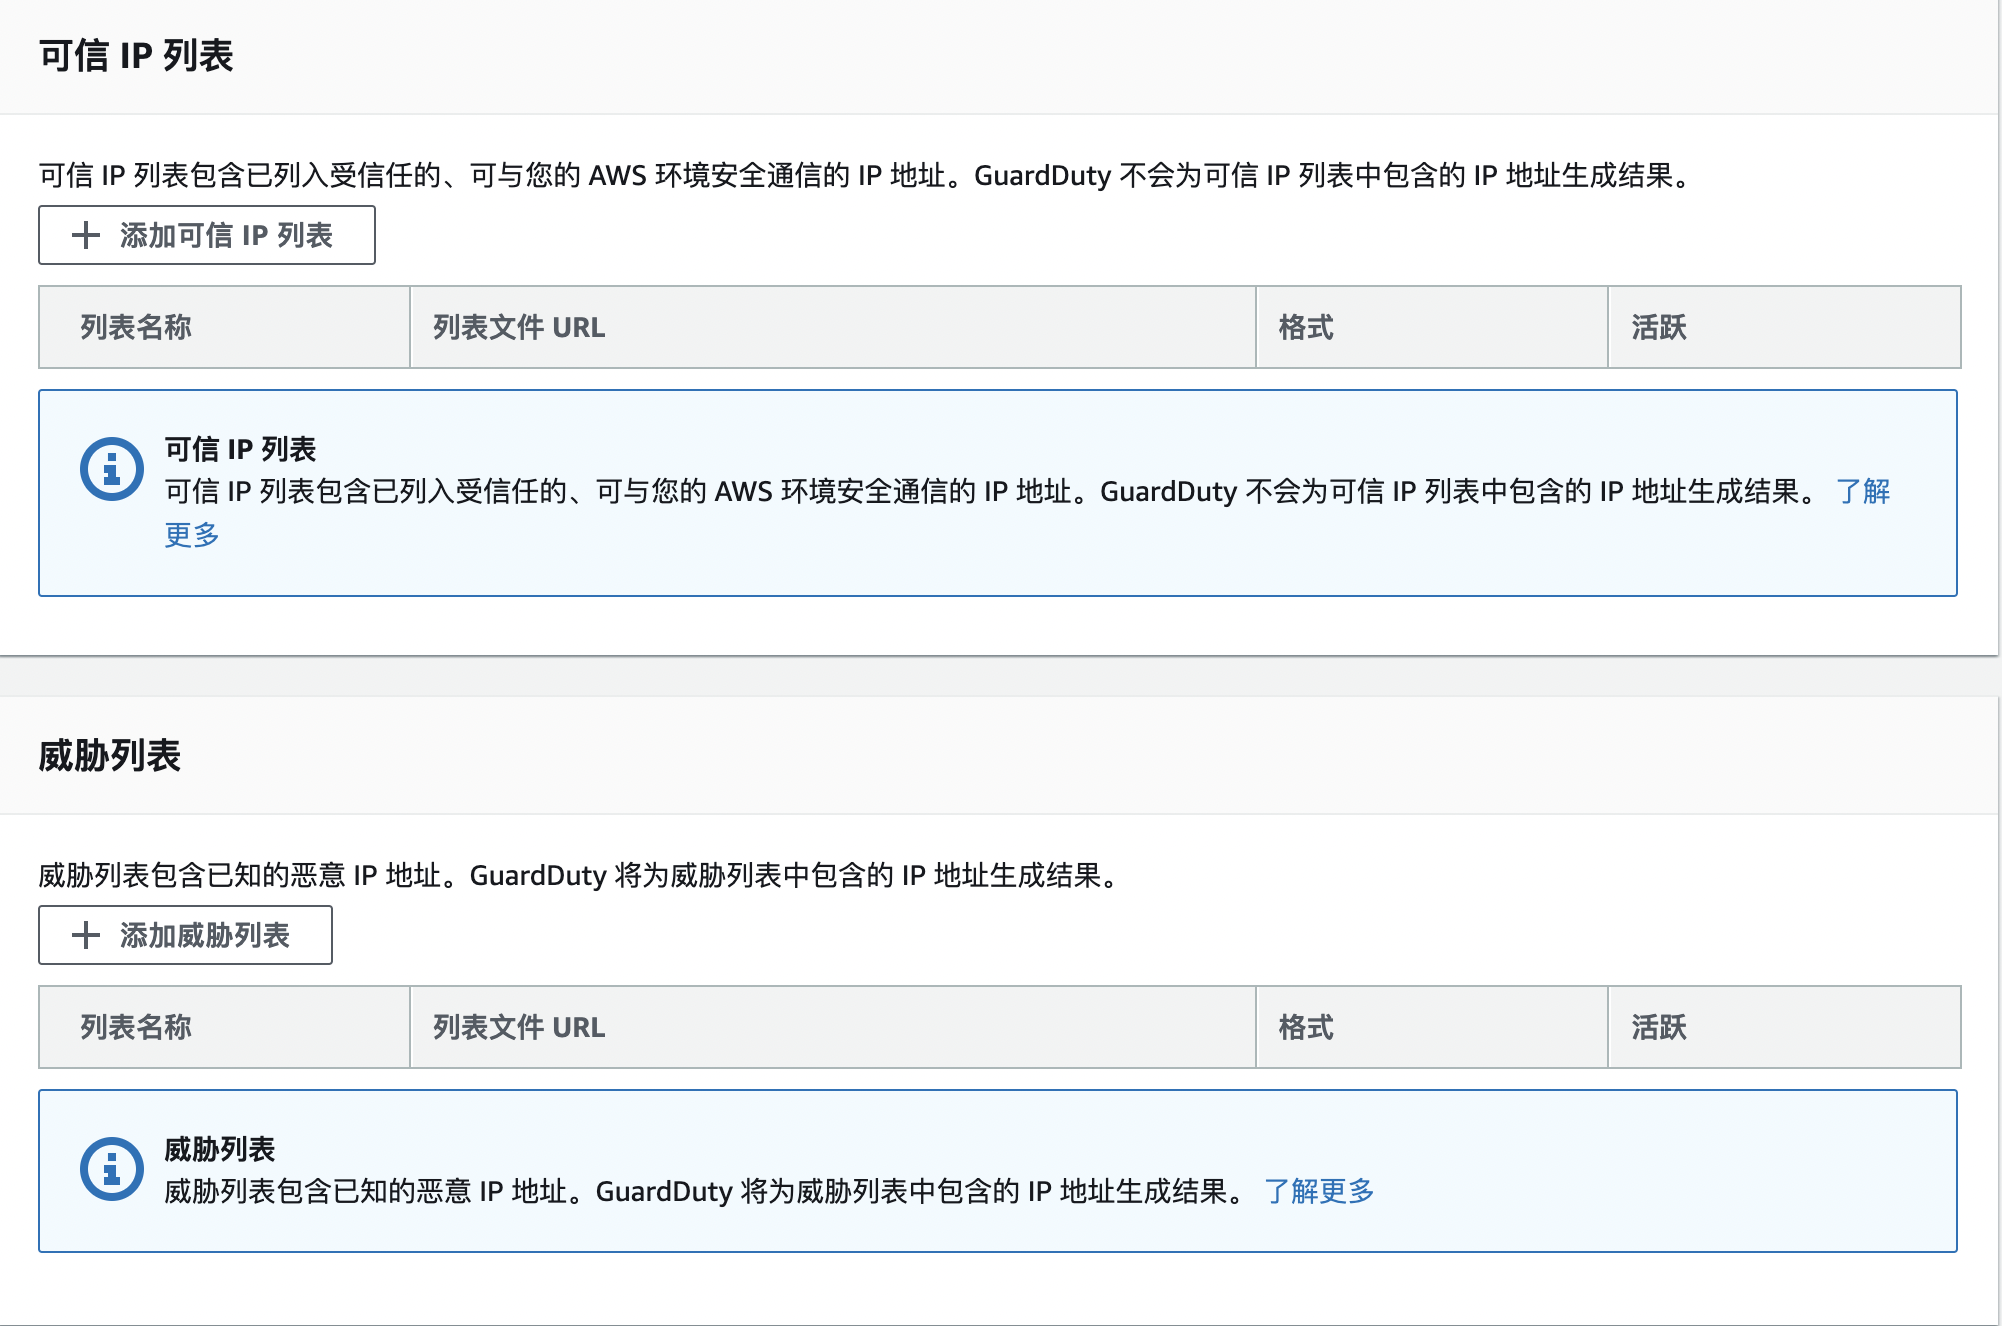 可信 IP 列表
可信 IP 列表包含已列入受信任的、可与您的 AWS 环境安全通信的 IP 地址。GuardDuty 不会为可信 IP 列表中包含的 IP 地址生成结果。
添加可信 IP 列表
列表名称 列表文件 URL 格式 活跃
可信 IP 列表
可信 IP 列表包含已列入受信任的、可与您的 AWS 环境安全通信的 IP 地址。GuardDuty 不会为可信 IP 列表中包含的 IP 地址生成结果。 了解
更多
威胁列表
威胁列表包含已知的恶意 IP 地址。GuardDuty 将为威胁列表中包含的 IP 地址生成结果。
添加威胁列表
列表名称 列表文件 URL 格式 活跃
威胁列表
威胁列表包含已知的恶意 IP 地址。GuardDuty 将为威胁列表中包含的 IP 地址生成结果。 了解更多